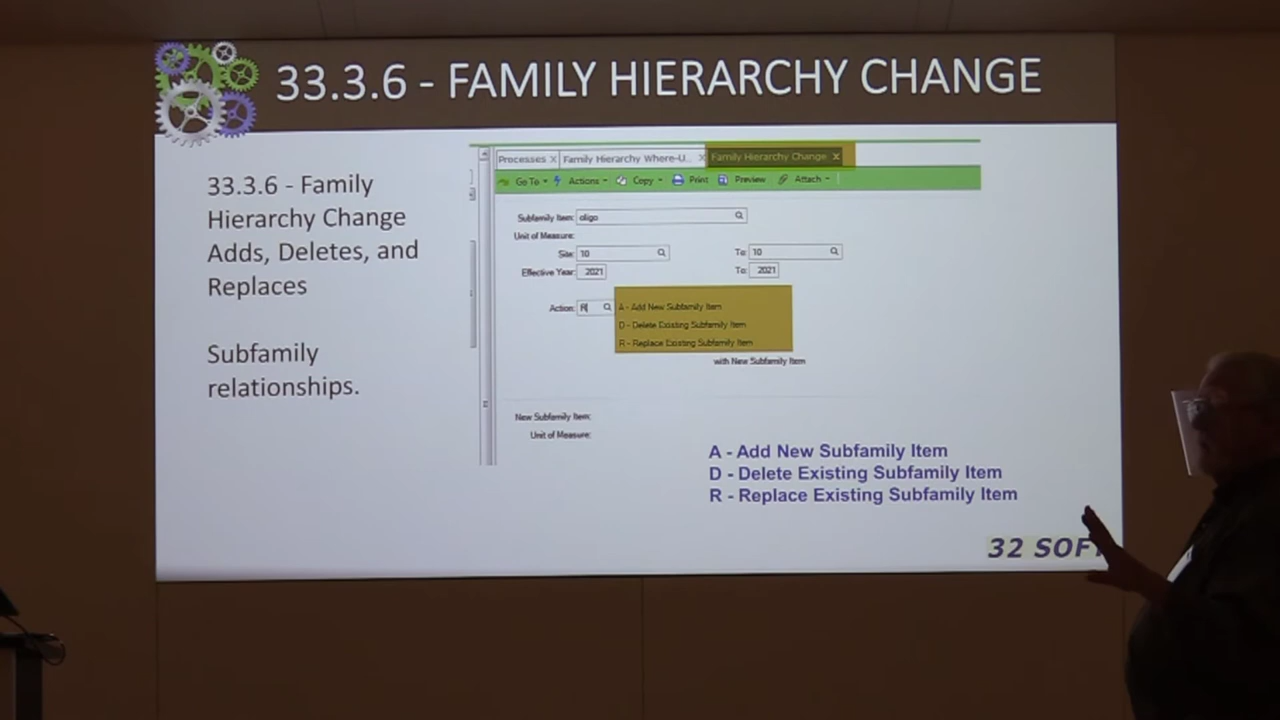 33.3.6 - FAMILY HIERARCHY CHANGE
33.3.6 - Family
Hierarchy Change
Adds, Deletes, and
Replaces
Subfamily
relationships.
Processes X Family Hierarchy Where-U... X Family Hierarchy Change X
Go To Actions Copy Print Preview Attach
Subfamily Item: oligo
Unit of Measure:
Site: 10 To: 10
Effective Year: 2021 To: 2021
Action: R
A - Add New Subfamily Item
D - Delete Existing Subfamily Item
R - Replace Existing Subfamily Item
with New Subfamily Item
New Subfamily Item:
Unit of Measure:
A - Add New Subfamily Item
D - Delete Existing Subfamily Item
R - Replace Existing Subfamily Item
32 SOF